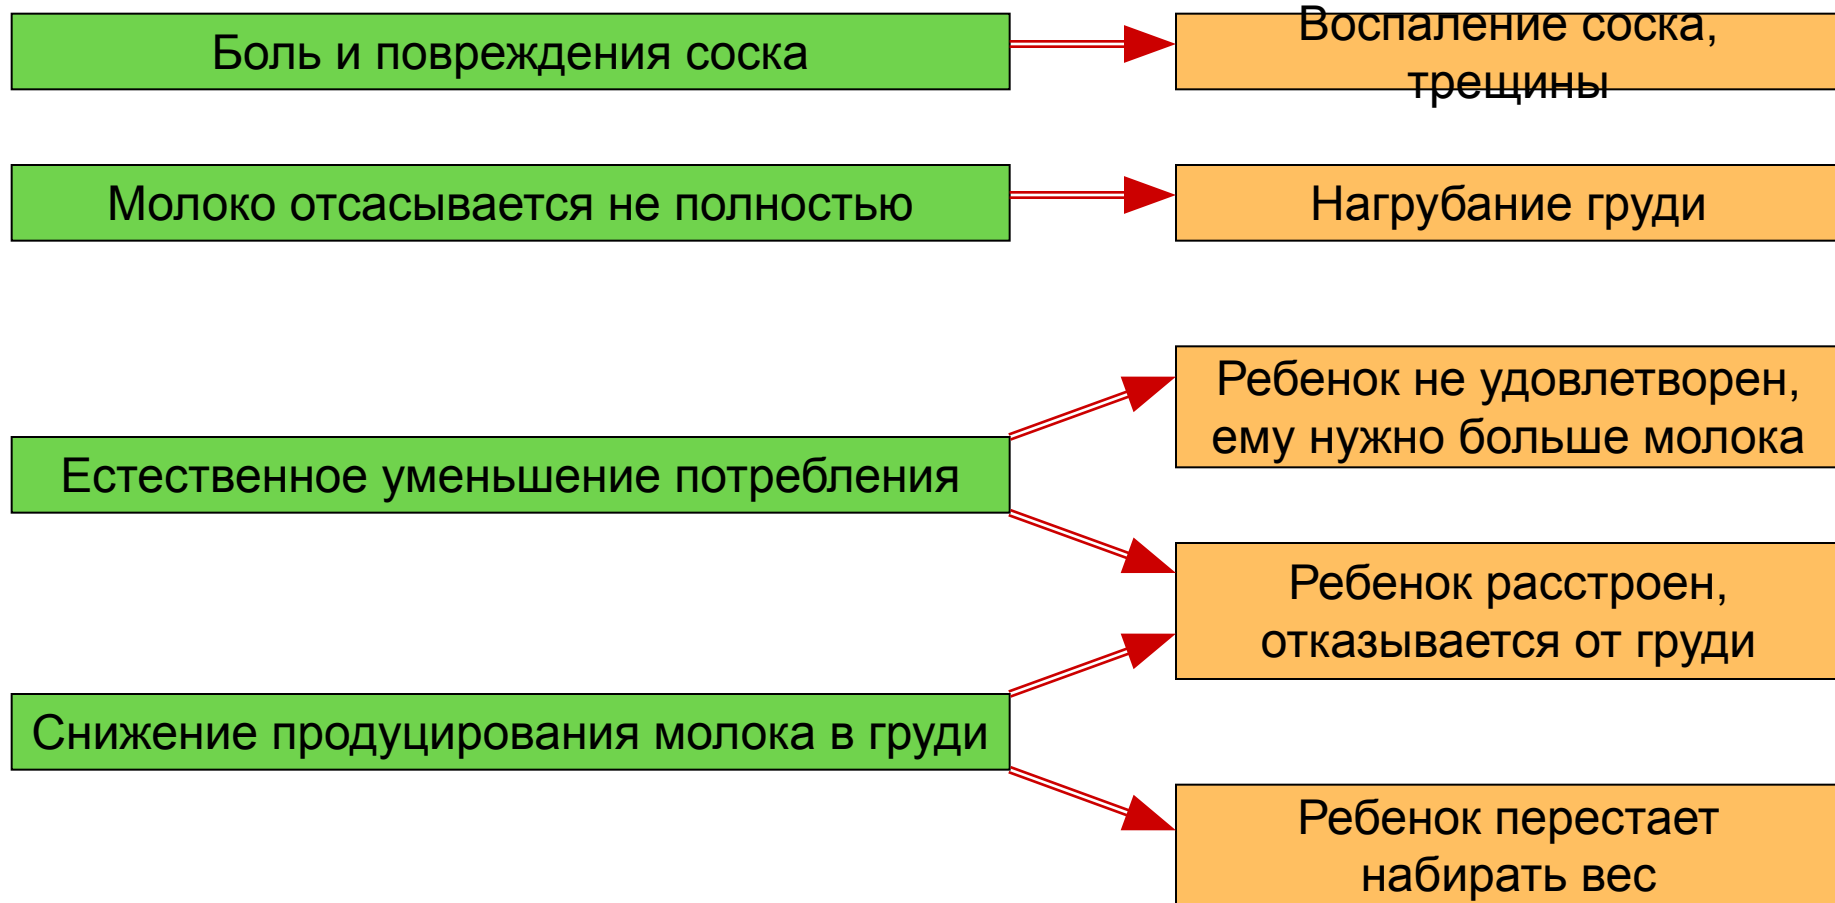 Боль и повреждения соска
Воспаление соска,
трещины
Молоко отсасывается не полностью
Нагрубание груди
Естественное уменьшение потребления
Ребенок не удовлетворен,
ему нужно больше молока
Ребенок расстроен,
отказывается от груди
Снижение продуцирования молока в груди
Ребенок перестает
набирать вес